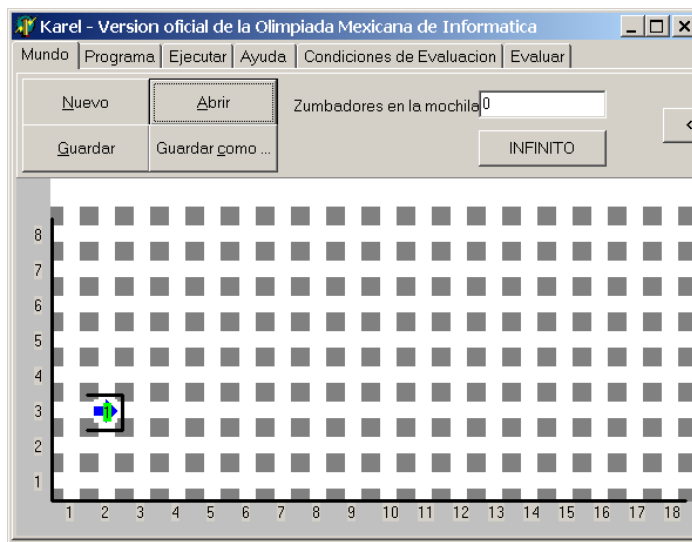 Karel - Version oficial de la Olimpiada Mexicana de Informatica
Mundo Programa Ejecutar Ayuda Condiciones de Evaluacion Evaluar
Nuevo Abrir Zumbadores en la mochila 0
Guardar Guardar como ... INFINITO <
8
7
6
5
4
3 1
2
1
1 2 3 4 5 6 7 8 9 10 11 12 13 14 15 16 17 18